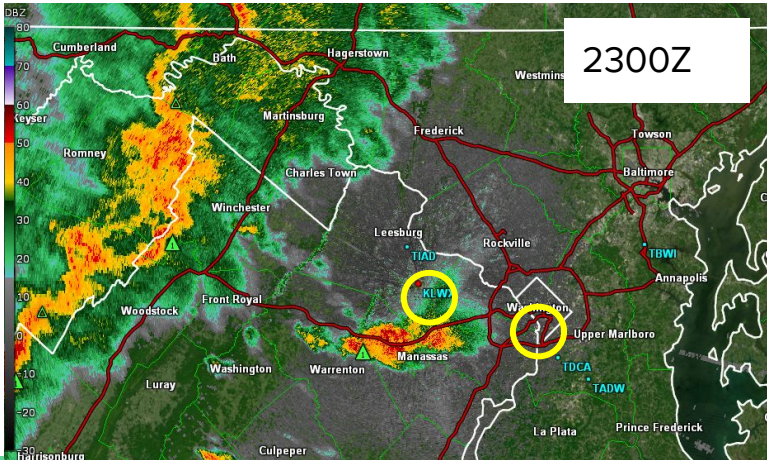 DBZ
80
70
60
50
40
30
20
10
0
-10
-20
-30
2300Z
Cumberland
Bath
Hagerstown
Westmins
Keyser
Martinsburg
Frederick
Towson
Romney
Baltimore
Charles Town
Winchester
Leesburg
Rockville
TIAD
TBWI
Annapolis
KLWX
Woodstock
Front Royal
Washington
Upper Marlboro
Manassas
Warrenton
Washington
TDCA
TADW
Luray
La Plata
Prince Frederick
Culpeper
Harrisonburg